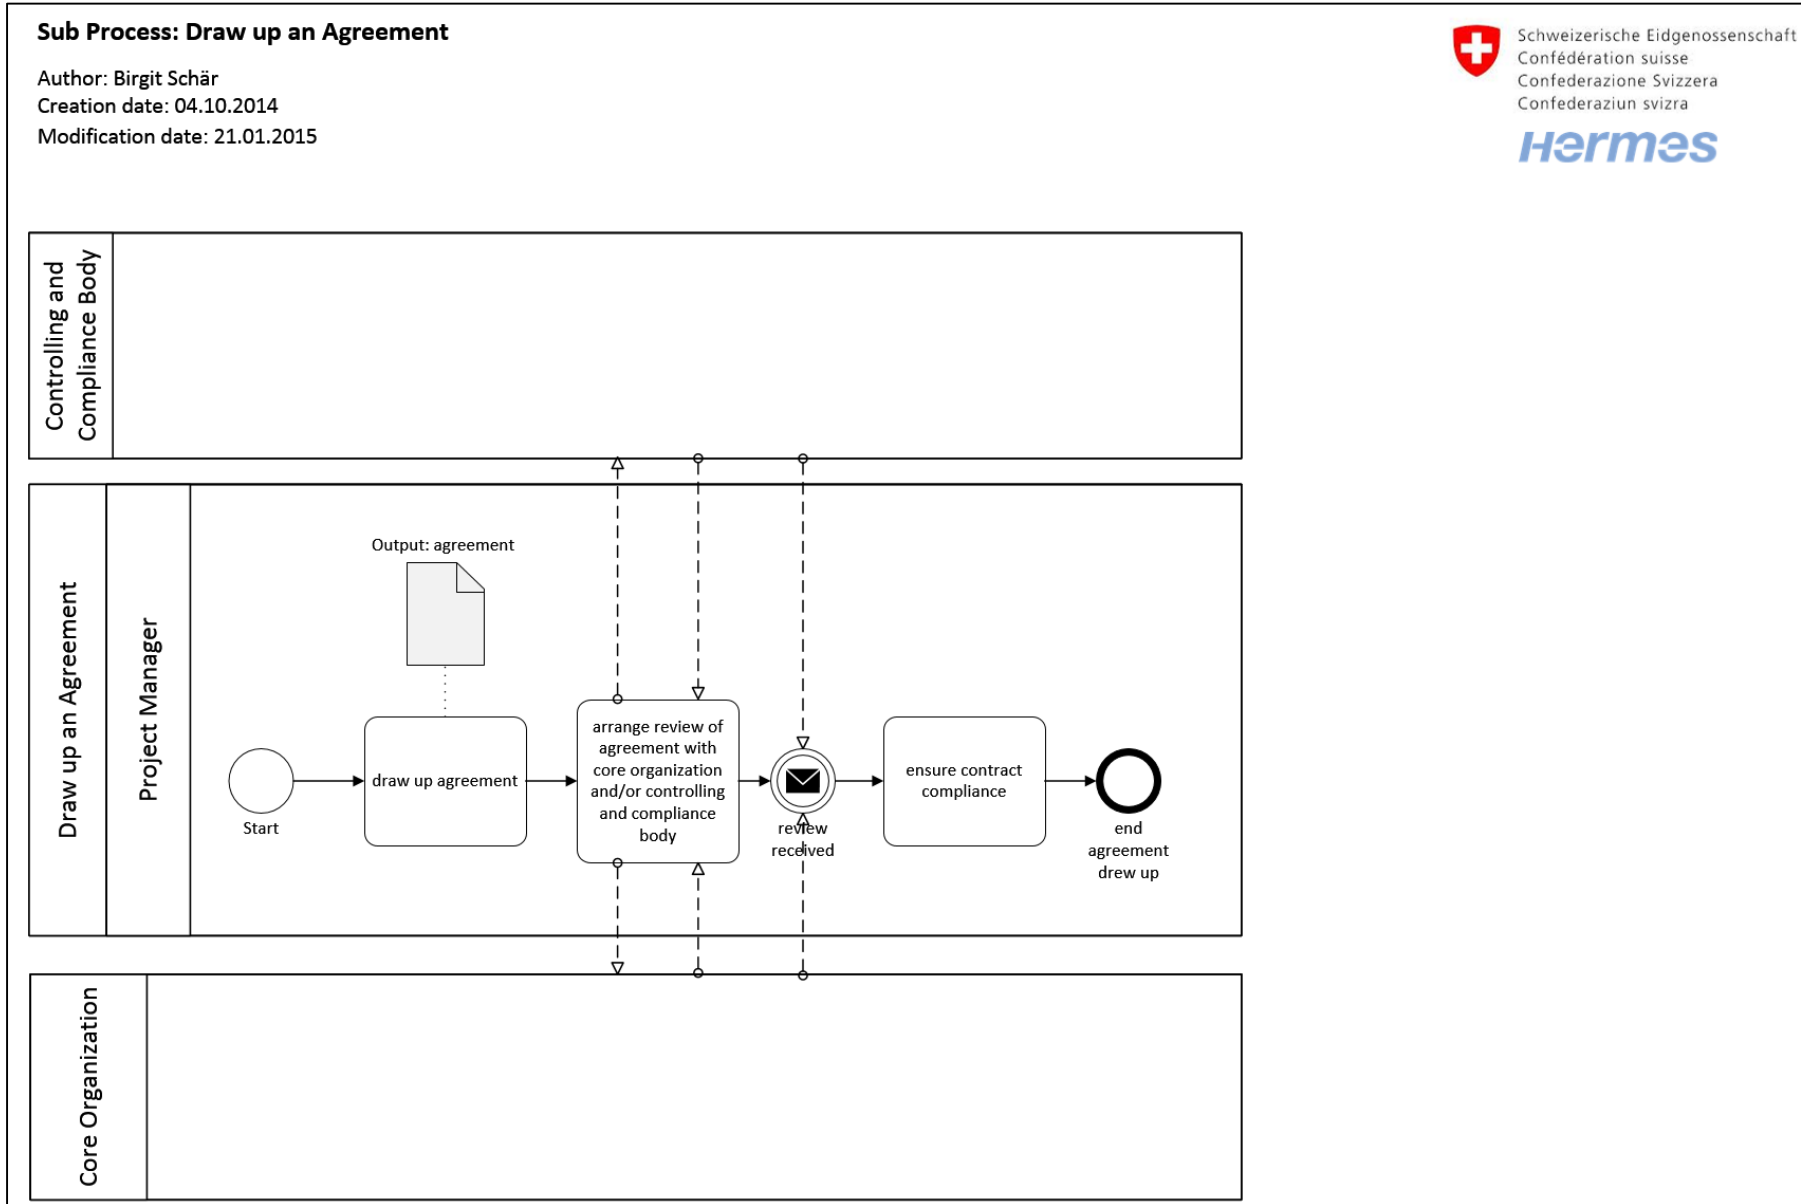 Sub Process: Draw up an Agreement
Author: Birgit Schär
Creation date: 04.10.2014
Modification date: 21.01.2015
Schweizerische Eidgenossenschaft
Confédération suisse
Confederazione Svizzera
Confederaziun svizra
Hermes
Controlling and
Compliance Body
Draw up an Agreement
Project Manager
Output: agreement
Start
draw up agreement
arrange review of
agreement with
core organization
and/or controlling
and compliance
body
review
received
ensure contract
compliance
end
agreement
drew up
Core Organization